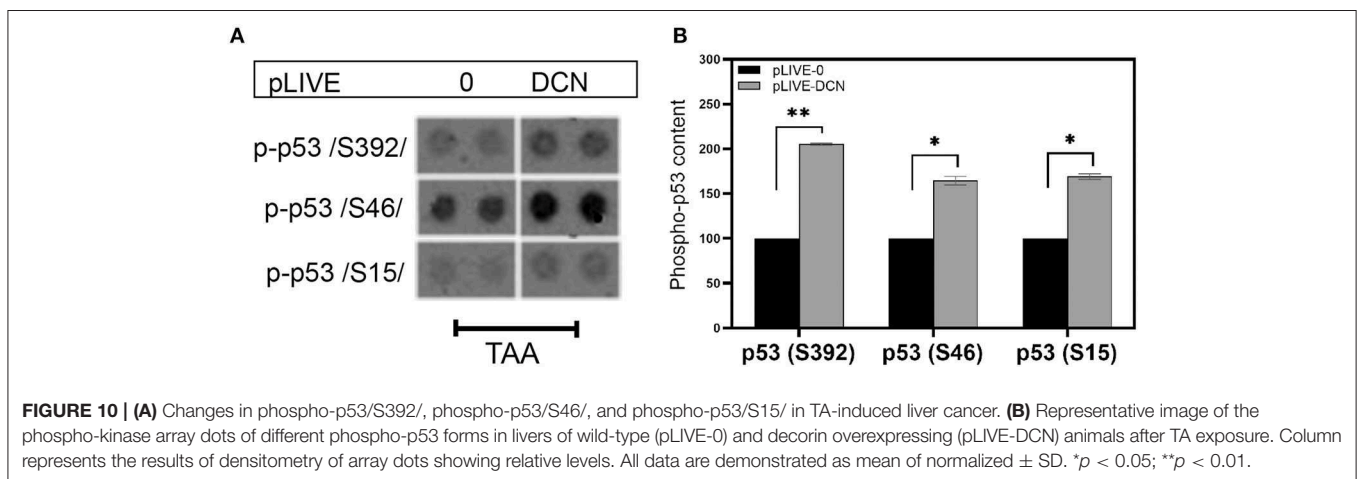 A
pLIVE 0 DCN
p-p53 /S392/
p-p53 /S46/
p-p53 /S15/
TAA
B
300
250
200
150
100
50
0
Phospho-p53 content
pLIVE-0
pLIVE-DCN
**
*
*
p53 (S392) p53 (S46) p53 (S15)
FIGURE 10 | (A) Changes in phospho-p53/S392/, phospho-p53/S46/, and phospho-p53/S15/ in TA-induced liver cancer. (B) Representative image of the
phospho-kinase array dots of different phospho-p53 forms in livers of wild-type (pLIVE-0) and decorin overexpressing (pLIVE-DCN) animals after TA exposure. Column
represents the results of densitometry of array dots showing relative levels. All data are demonstrated as mean of normalized ± SD. *p < 0.05; **p < 0.01.